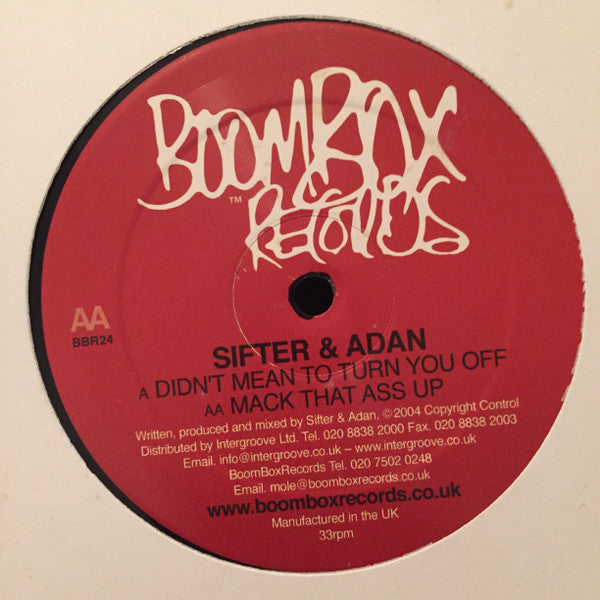 BOOMBOX
™ RECORDS
AA
BBR24
SIFTER & ADAN
A DIDN'T MEAN TO TURN YOU OFF
AA MACK THAT ASS UP
Written, produced and mixed by Sifter & Adan, © 2004 Copyright Control
Distributed by Intergroove Ltd. Tel. 020 8838 2000 Fax. 020 8838 2003
Email. info@intergroove.co.uk – www.intergroove.co.uk
BoomBoxRecords Tel. 020 7502 0248
Email. mole@boomboxrecords.co.uk
www.boomboxrecords.co.uk
Manufactured in the UK
33rpm